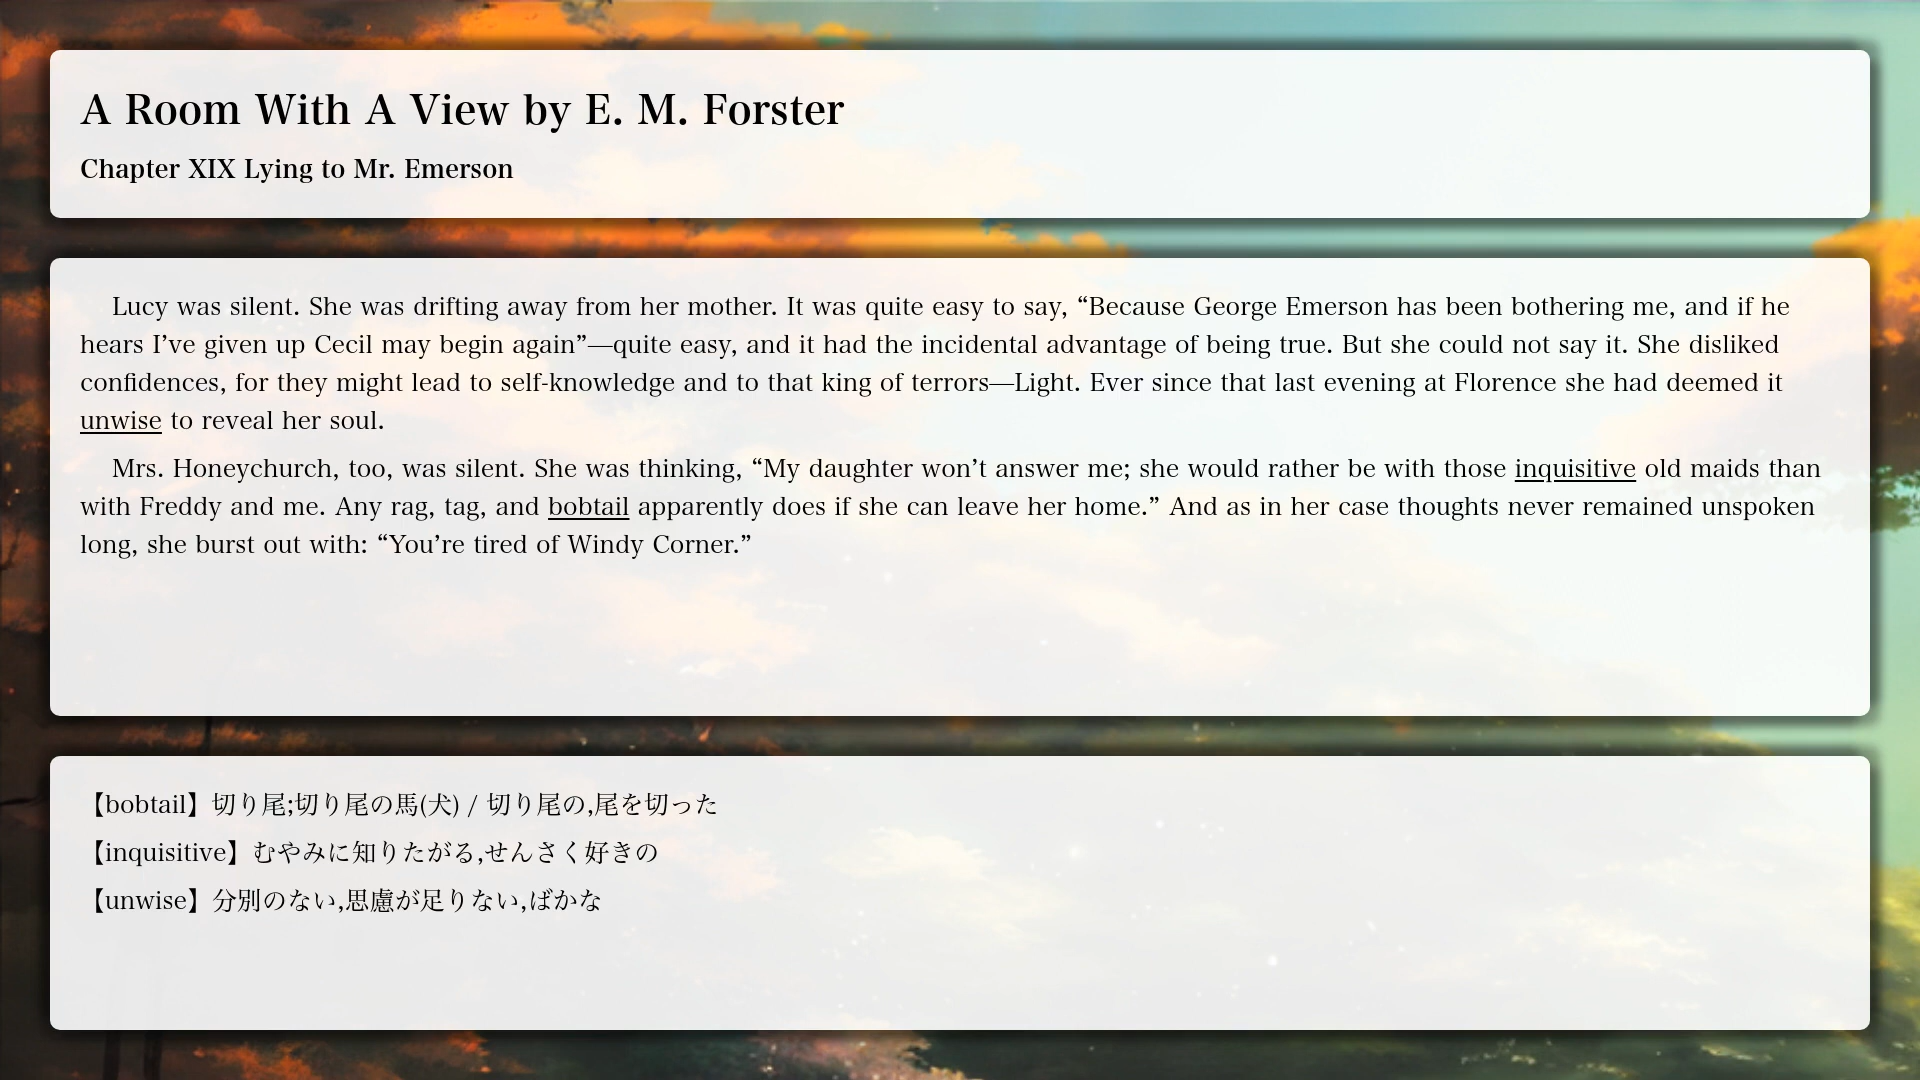 A Room With A View by E. M. Forster
Chapter XIX Lying to Mr. Emerson
Lucy was silent. She was drifting away from her mother. It was quite easy to say, “Because George Emerson has been bothering me, and if he
hears I’ve given up Cecil may begin again”—quite easy, and it had the incidental advantage of being true. But she could not say it. She disliked
confidences, for they might lead to self-knowledge and to that king of terrors—Light. Ever since that last evening at Florence she had deemed it
unwise to reveal her soul.
Mrs. Honeychurch, too, was silent. She was thinking, “My daughter won’t answer me; she would rather be with those inquisitive old maids than
with Freddy and me. Any rag, tag, and bobtail apparently does if she can leave her home.” And as in her case thoughts never remained unspoken
long, she burst out with: “You’re tired of Windy Corner.”
【bobtail】切り尾;切り尾の馬(犬) / 切り尾の,尾を切った
【inquisitive】むやみに知りたがる,せんさく好きの
【unwise】分別のない,思慮が足りない,ばかな